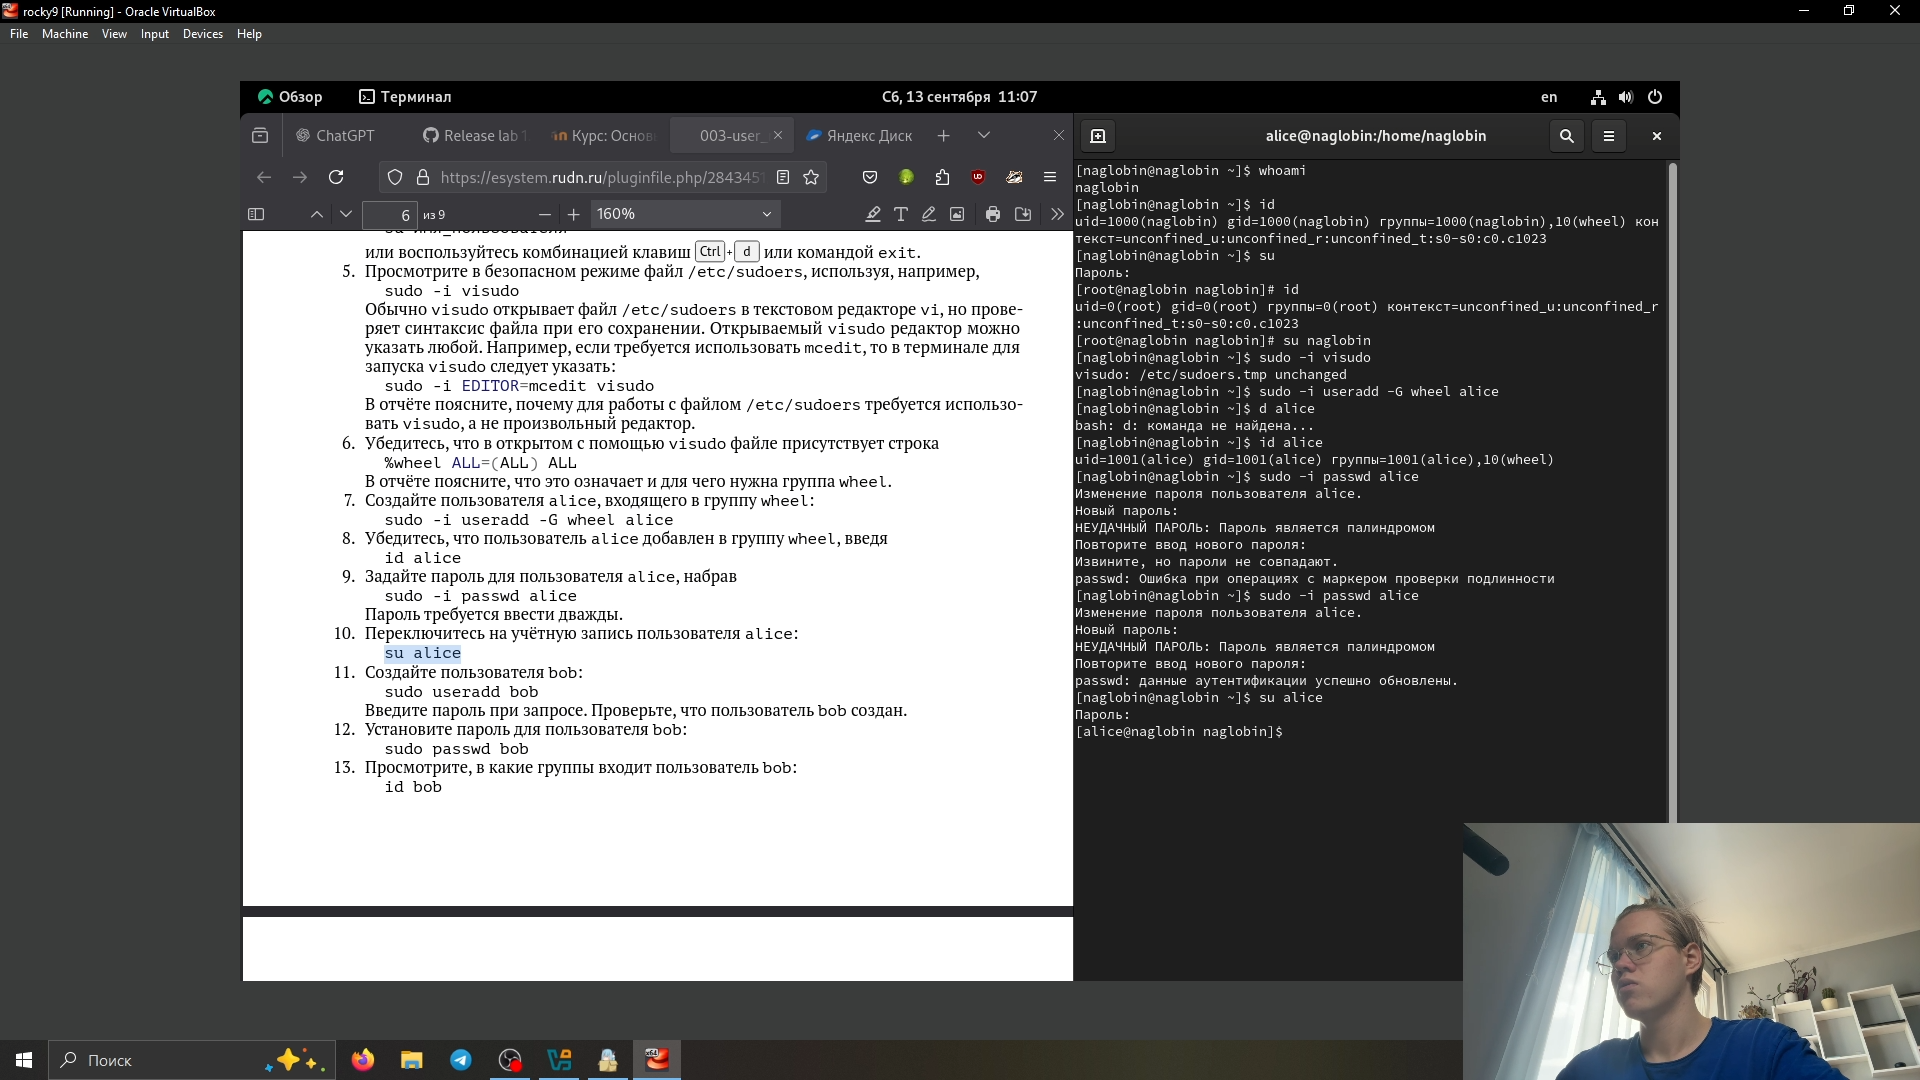 rocky9 [Running] - Oracle VirtualBox
File Machine View Input Devices Help
Обзор Терминал Сб, 13 сентября 11:07 en
ChatGPT Release lab 1 Курс: Основ 003-user_ Яндекс Диск
https://esystem.rudn.ru/pluginfile.php/2843451
6 из 9 160%
или воспользуйтесь комбинацией клавиш Ctrl + d или командой exit.
5. Просмотрите в безопасном режиме файл /etc/sudoers, используя, например,
sudo -i visudo
Обычно visudo открывает файл /etc/sudoers в текстовом редакторе vi, но прове-
ряет синтаксис файла при его сохранении. Открываемый visudo редактор можно
указать любой. Например, если требуется использовать mcedit, то в терминале для
запуска visudo следует указать:
sudo -i EDITOR=mcedit visudo
В отчёте поясните, почему для работы с файлом /etc/sudoers требуется использо-
вать visudo, а не произвольный редактор.
6. Убедитесь, что в открытом с помощью visudo файле присутствует строка
%wheel ALL=(ALL) ALL
В отчёте поясните, что это означает и для чего нужна группа wheel.
7. Создайте пользователя alice, входящего в группу wheel:
sudo -i useradd -G wheel alice
8. Убедитесь, что пользователь alice добавлен в группу wheel, введя
id alice
9. Задайте пароль для пользователя alice, набрав
sudo -i passwd alice
Пароль требуется ввести дважды.
10. Переключитесь на учётную запись пользователя alice:
su alice
11. Создайте пользователя bob:
sudo useradd bob
Введите пароль при запросе. Проверьте, что пользователь bob создан.
12. Установите пароль для пользователя bob:
sudo passwd bob
13. Просмотрите, в какие группы входит пользователь bob:
id bob
alice@naglobin:/home/naglobin
[naglobin@naglobin ~]$ whoami
naglobin
[naglobin@naglobin ~]$ id
uid=1000(naglobin) gid=1000(naglobin) группы=1000(naglobin),10(wheel) кон
текст=unconfined_u:unconfined_r:unconfined_t:s0-s0:c0.c1023
[naglobin@naglobin ~]$ su
Пароль:
[root@naglobin naglobin]# id
uid=0(root) gid=0(root) группы=0(root) контекст=unconfined_u:unconfined_r
:unconfined_t:s0-s0:c0.c1023
[root@naglobin naglobin]# su naglobin
[naglobin@naglobin ~]$ sudo -i visudo
visudo: /etc/sudoers.tmp unchanged
[naglobin@naglobin ~]$ sudo -i useradd -G wheel alice
[naglobin@naglobin ~]$ d alice
bash: d: команда не найдена...
[naglobin@naglobin ~]$ id alice
uid=1001(alice) gid=1001(alice) группы=1001(alice),10(wheel)
[naglobin@naglobin ~]$ sudo -i passwd alice
Изменение пароля пользователя alice.
Новый пароль:
НЕУДАЧНЫЙ ПАРОЛЬ: Пароль является палиндромом
Повторите ввод нового пароля:
Извините, но пароли не совпадают.
passwd: Ошибка при операциях с маркером проверки подлинности
[naglobin@naglobin ~]$ sudo -i passwd alice
Изменение пароля пользователя alice.
Новый пароль:
НЕУДАЧНЫЙ ПАРОЛЬ: Пароль является палиндромом
Повторите ввод нового пароля:
passwd: данные аутентификации успешно обновлены.
[naglobin@naglobin ~]$ su alice
Пароль:
[alice@naglobin naglobin]$
Поиск